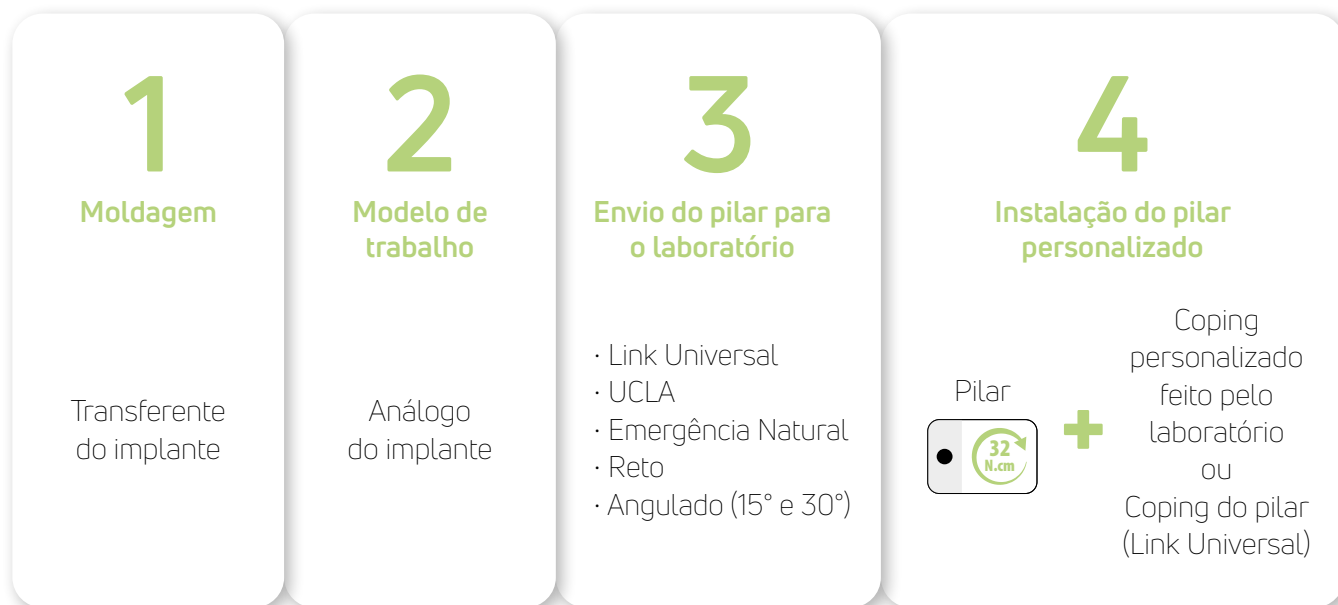 1
Moldagem
Transferente
do implante
2
Modelo de
trabalho
Análogo
do implante
3
Envio do pilar para
o laboratório
· Link Universal
· UCLA
· Emergência Natural
· Reto
· Angulado (15° e 30°)
4
Instalação do pilar
personalizado
Pilar
32
N.cm
+
Coping
personalizado
feito pelo
laboratório
ou
Coping do pilar
(Link Universal)